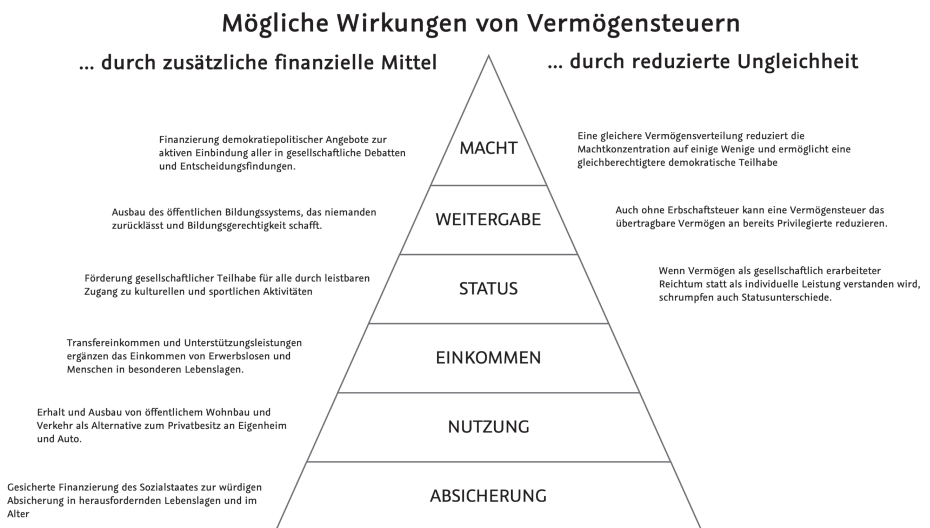 Mögliche Wirkungen von Vermögensteuern
... durch zusätzliche finanzielle Mittel
... durch reduzierte Ungleichheit
Finanzierung demokratiepolitischer Angebote zur
aktiven Einbindung aller in gesellschaftliche Debatten
und Entscheidungsfindungen.
MACHT
Eine gleichere Vermögensverteilung reduziert die
Machtkonzentration auf einige Wenige und ermöglicht eine
gleichberechtigtere demokratische Teilhabe
Ausbau des öffentlichen Bildungssystems, das niemanden
zurücklässt und Bildungsgerechtigkeit schafft.
WEITERGABE
Auch ohne Erbschaftsteuer kann eine Vermögensteuer das
übertragbare Vermögen an bereits Privilegierte reduzieren.
Förderung gesellschaftlicher Teilhabe für alle durch leistbaren
Zugang zu kulturellen und sportlichen Aktivitäten
STATUS
Wenn Vermögen als gesellschaftlich erarbeiteter
Reichtum statt als individuelle Leistung verstanden wird,
schrumpfen auch Statusunterschiede.
Transfereinkommen und Unterstützungsleistungen
ergänzen das Einkommen von Erwerbslosen und
Menschen in besonderen Lebenslagen.
EINKOMMEN
Erhalt und Ausbau von öffentlichem Wohnbau und
Verkehr als Alternative zum Privatbesitz an Eigenheim
und Auto.
NUTZUNG
Gesicherte Finanzierung des Sozialstaates zur würdigen
Absicherung in herausfordernden Lebenslagen und im
Alter
ABSICHERUNG